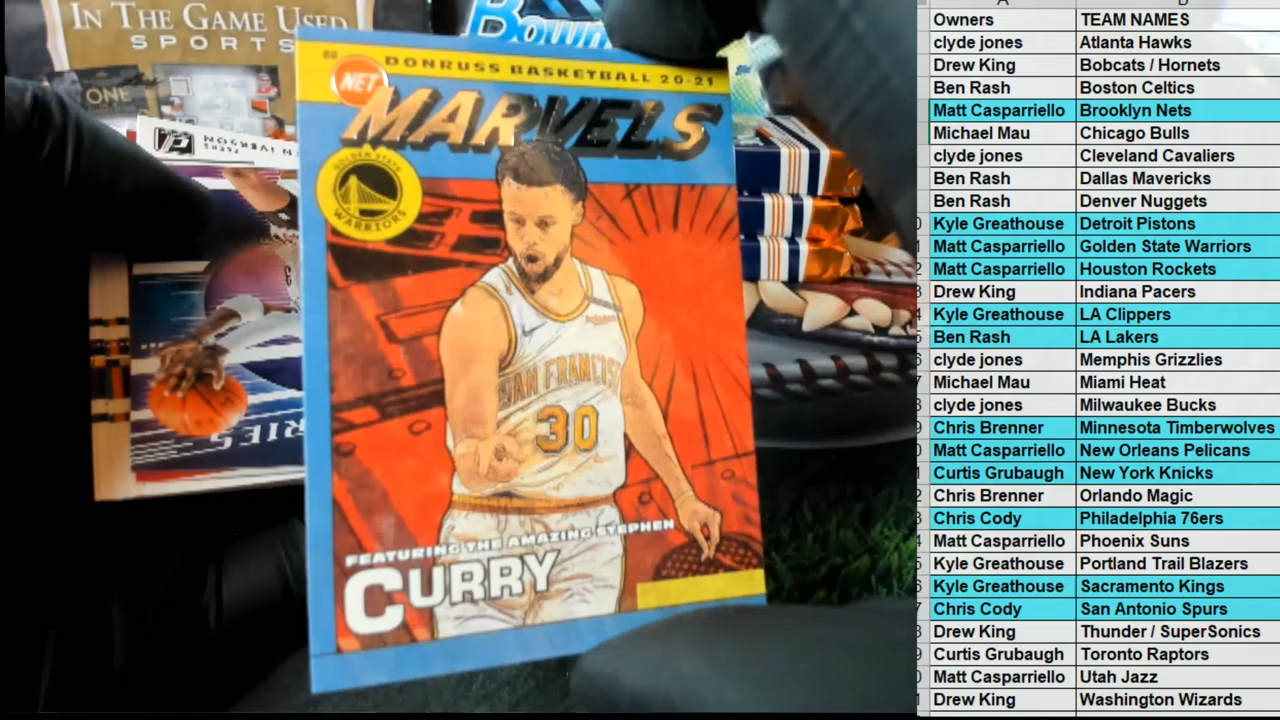 IN THE GAME USED
SPORTS
Bown
ONE
DONRUSS BASKETBALL 20-21
NET
MARVELS
GOLDEN STATE
WARRIORS
SAN FRANCISC
30
FEATURING THE AMAZING STEPHEN
CURRY
Owners TEAM NAMES
clyde jones Atlanta Hawks
Drew King Bobcats / Hornets
Ben Rash Boston Celtics
Matt Casparriello Brooklyn Nets
Michael Mau Chicago Bulls
clyde jones Cleveland Cavaliers
Ben Rash Dallas Mavericks
Ben Rash Denver Nuggets
Kyle Greathouse Detroit Pistons
Matt Casparriello Golden State Warriors
Matt Casparriello Houston Rockets
Drew King Indiana Pacers
Kyle Greathouse LA Clippers
Ben Rash LA Lakers
clyde jones Memphis Grizzlies
Michael Mau Miami Heat
clyde jones Milwaukee Bucks
Chris Brenner Minnesota Timberwolves
Matt Casparriello New Orleans Pelicans
Curtis Grubaugh New York Knicks
Chris Brenner Orlando Magic
Chris Cody Philadelphia 76ers
Matt Casparriello Phoenix Suns
Kyle Greathouse Portland Trail Blazers
Kyle Greathouse Sacramento Kings
Chris Cody San Antonio Spurs
Drew King Thunder / SuperSonics
Curtis Grubaugh Toronto Raptors
Matt Casparriello Utah Jazz
Drew King Washington Wizards